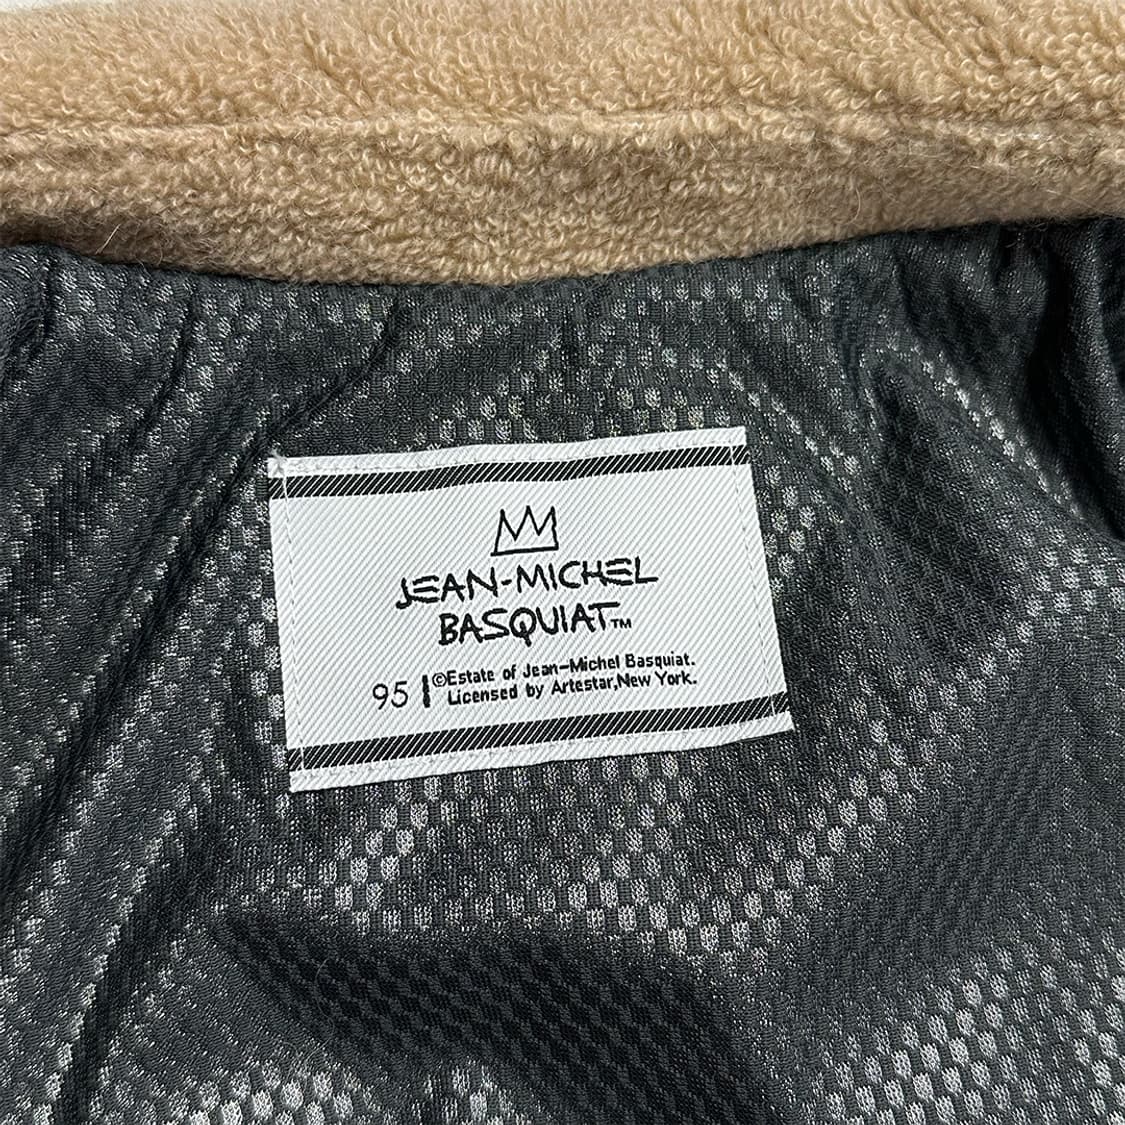 JEAN-MICHEL
BASQUIAT™
95
©Estate of Jean-Michel Basquiat.
Licensed by Artestar,New York.